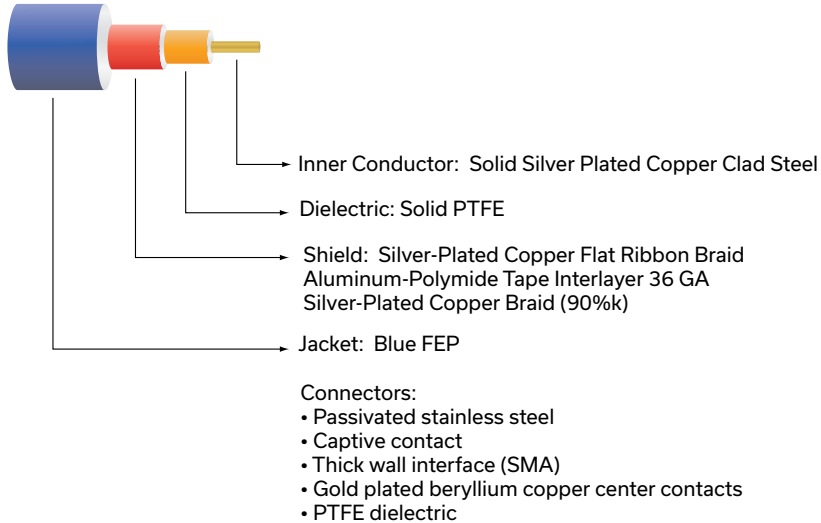 Inner Conductor: Solid Silver Plated Copper Clad Steel
Dielectric: Solid PTFE
Shield: Silver-Plated Copper Flat Ribbon Braid
Aluminum-Polymide Tape Interlayer 36 GA
Silver-Plated Copper Braid (90%k)
Jacket: Blue FEP
Connectors:
• Passivated stainless steel
• Captive contact
• Thick wall interface (SMA)
• Gold plated beryllium copper center contacts
• PTFE dielectric